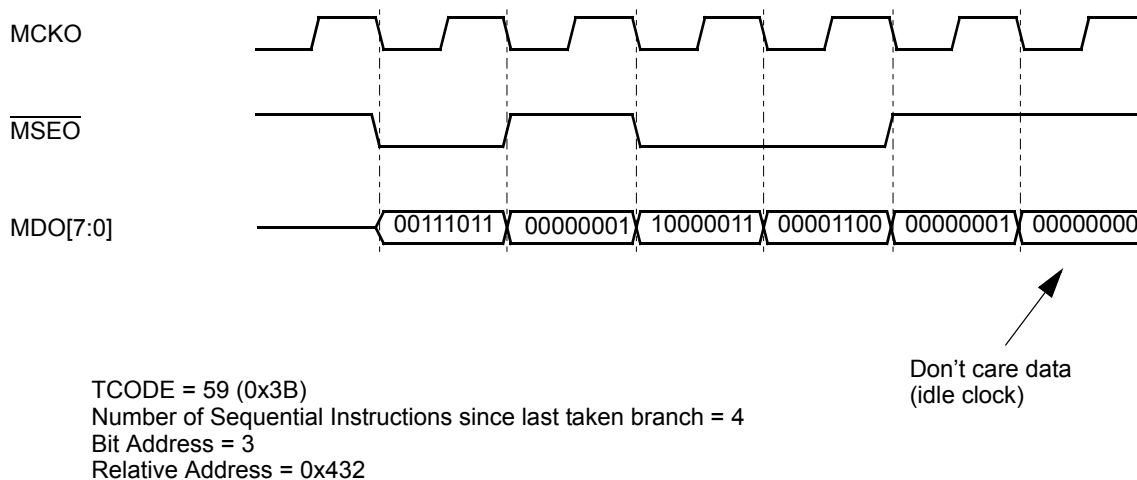 MCKO
MSEO
MDO[7:0]
00111011 00000001 10000011 00001100 00000001 00000000
Don't care data
(idle clock)
TCODE = 59 (0x3B)
Number of Sequential Instructions since last taken branch = 4
Bit Address = 3
Relative Address = 0x432